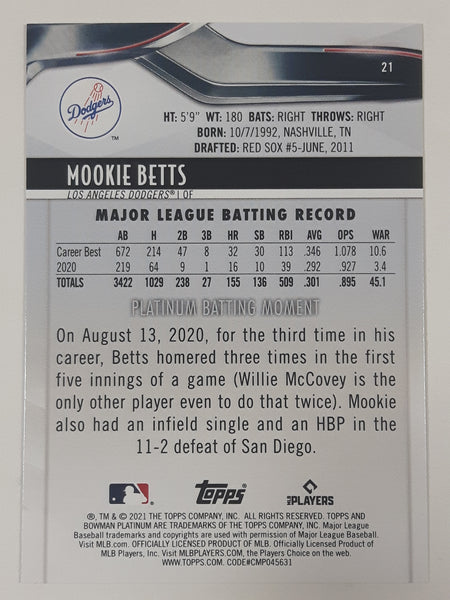 21
Dodgers
™
HT: 5'9" WT: 180 BATS: RIGHT THROWS: RIGHT
BORN: 10/7/1992, NASHVILLE, TN
DRAFTED: RED SOX #5-JUNE, 2011
MOOKIE BETTS
LOS ANGELES DODGERS® | OF
MAJOR LEAGUE BATTING RECORD
AB H 2B 3B HR SB RBI AVG OPS WAR
Career Best 672 214 47 8 32 30 113 .346 1.078 10.6
2020 219 64 9 1 16 10 39 .292 .927 3.4
TOTALS 3422 1029 238 27 155 136 509 .301 .895 45.1
PLATINUM BATTING MOMENT
On August 13, 2020, for the third time in his
career, Betts homered three times in the first
five innings of a game (Willie McCovey is the
only other player even to do that twice). Mookie
also had an infield single and an HBP in the
11-2 defeat of San Diego.
topps
MLB PLAYERS
®, TM & © 2021 THE TOPPS COMPANY, INC. ALL RIGHTS RESERVED. TOPPS AND
BOWMAN PLATINUM ARE TRADEMARKS OF THE TOPPS COMPANY, INC. Major League
Baseball trademarks and copyrights are used with permission of Major League Baseball.
Visit MLB.com. OFFICIALLY LICENSED PRODUCT OF MLB. Officially Licensed Product of
MLB Players, Inc. Visit MLBPLAYERS.com, the Players Choice on the web.
WWW.TOPPS.COM. CODE#CMP045631